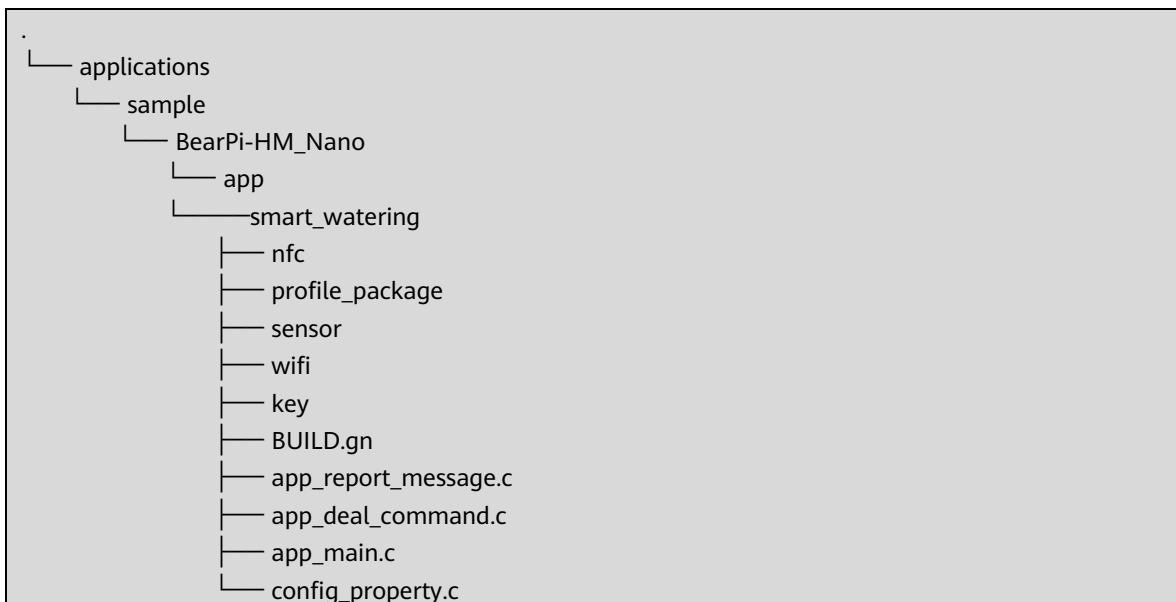 .
└── applications
└── sample
└── BearPi-HM_Nano
└── app
└─────smart_watering
├── nfc
├── profile_package
├── sensor
├── wifi
├── key
├── BUILD.gn
├── app_report_message.c
├── app_deal_command.c
├── app_main.c
└── config_property.c